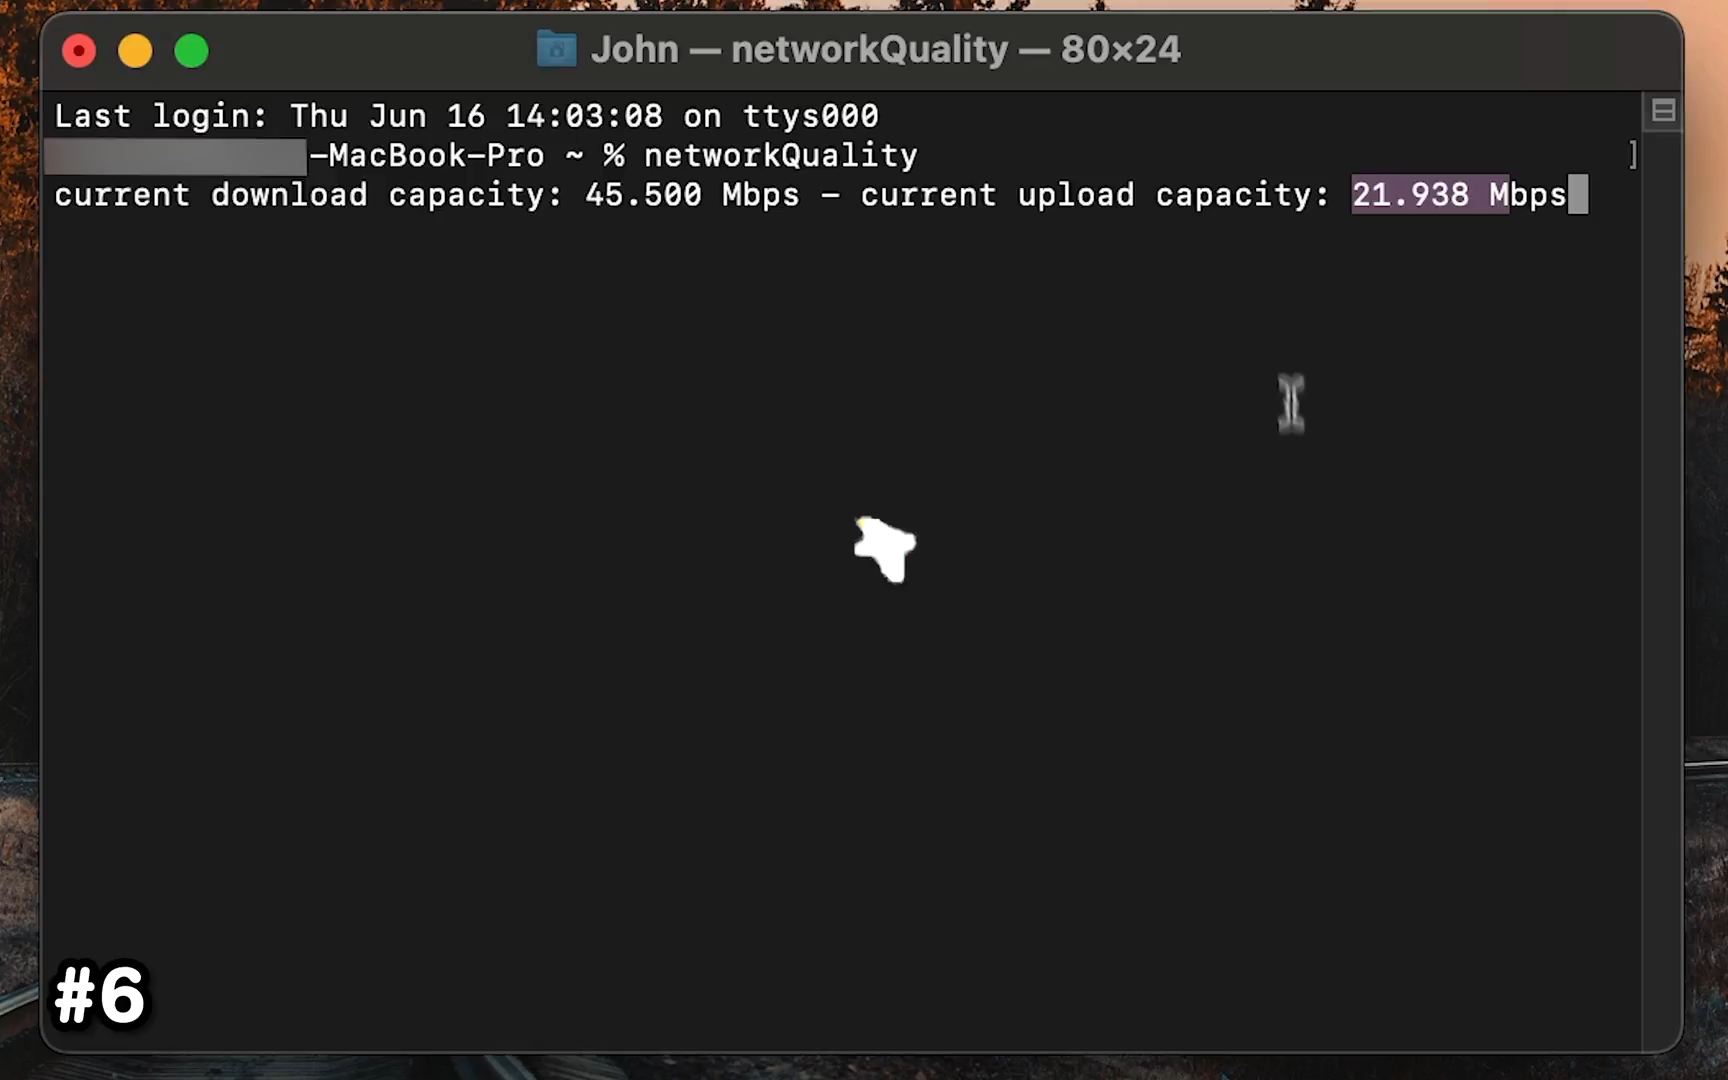 John — networkQuality — 80×24
Last login: Thu Jun 16 14:03:08 on ttys000
-MacBook-Pro ~ % networkQuality ]
current download capacity: 45.500 Mbps - current upload capacity: 21.938 Mbps
#6